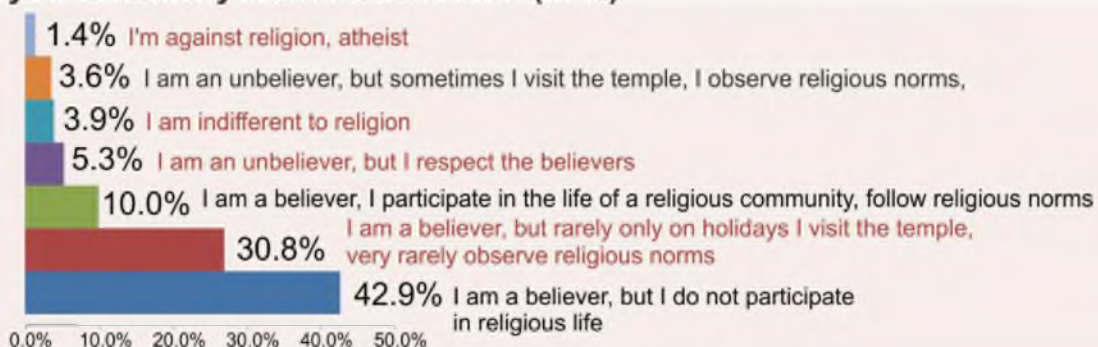 1.4% I'm against religion, atheist
3.6% I am an unbeliever, but sometimes I visit the temple, I observe religious norms,
3.9% I am indifferent to religion
5.3% I am an unbeliever, but I respect the believers
10.0% I am a believer, I participate in the life of a religious community, follow religious norms
30.8% I am a believer, but rarely only on holidays I visit the temple,
very rarely observe religious norms
42.9% I am a believer, but I do not participate
in religious life
0.0% 10.0% 20.0% 30.0% 40.0% 50.0%